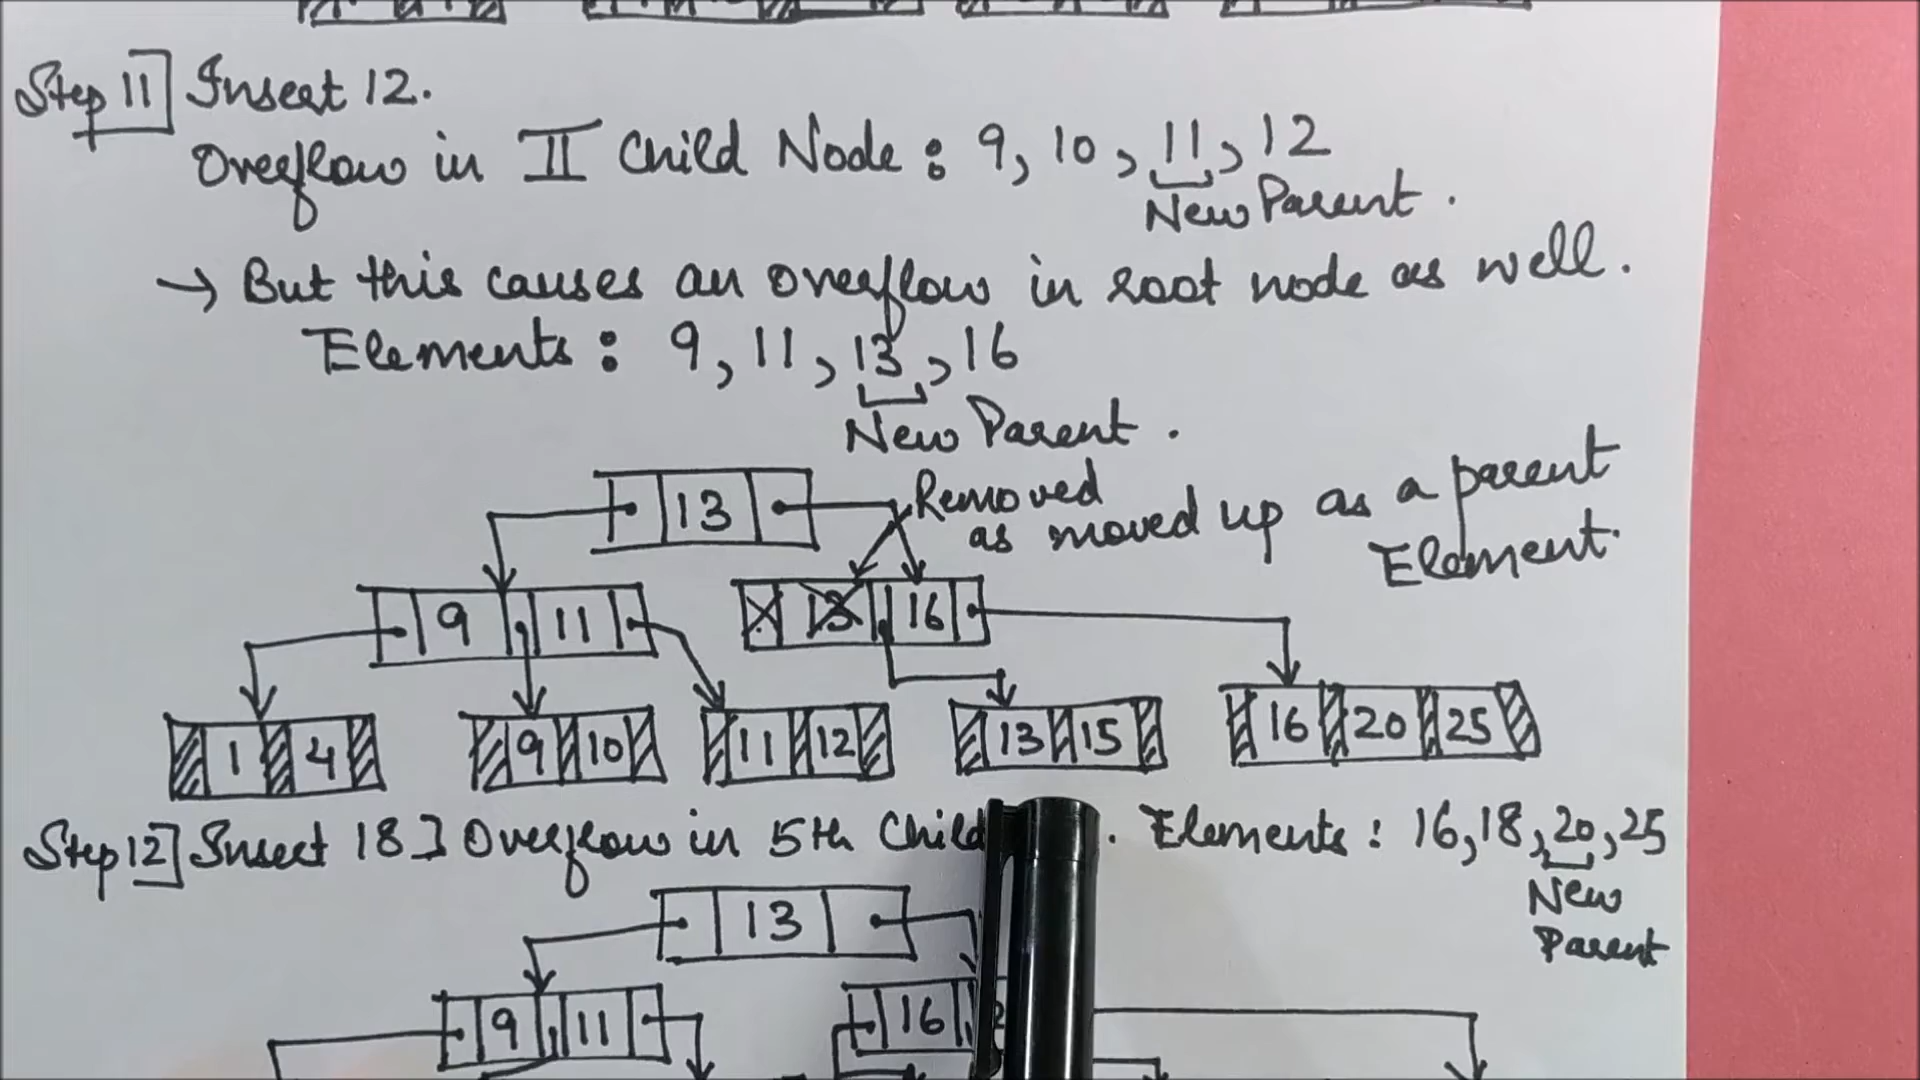 Step 11] Insert 12.
Overflow in II Child Node : 9, 10, 11, 12
New Parent.
→ But this causes an overflow in root node as well.
Elements : 9, 11, 13, 16
New Parent.
13
Removed
as moved up as a parent
Element.
9 11 13 16
1 4 9 10 11 12 13 15 16 20 25
Step 12] Insert 18] Overflow in 5th Child . Elements : 16, 18, 20, 25
New
Parent
13
9 11 16